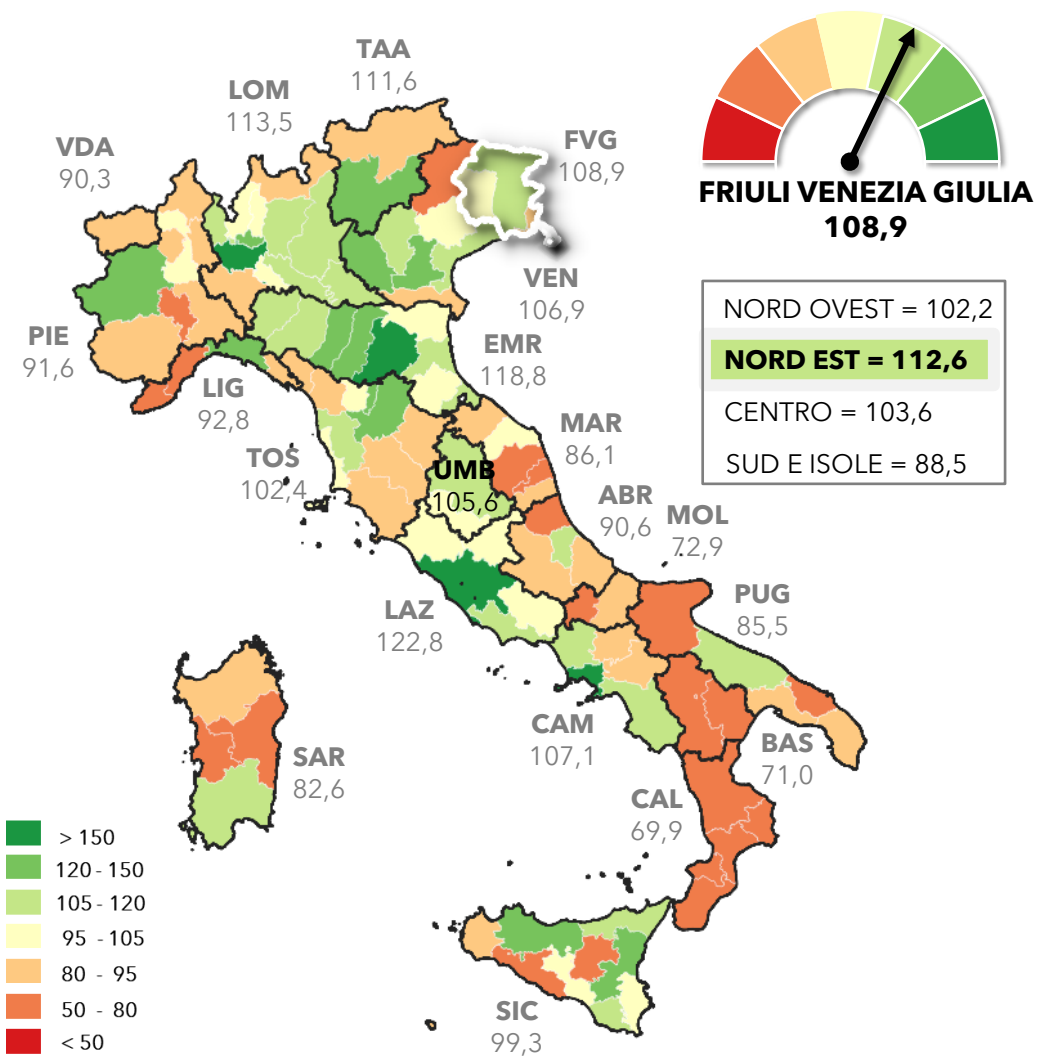 TAA
111,6
LOM
113,5
VDA
90,3
FVG
108,9
FRIULI VENEZIA GIULIA
108,9
VEN
106,9
NORD OVEST = 102,2
NORD EST = 112,6
CENTRO = 103,6
SUD E ISOLE = 88,5
PIE
91,6
EMR
118,8
LIG
92,8
MAR
86,1
TOS
102,4
UMB
105,6
ABR
90,6
MOL
72,9
PUG
85,5
LAZ
122,8
CAM
107,1
BAS
71,0
SAR
82,6
CAL
69,9
> 150
120 - 150
105 - 120
95 - 105
80 - 95
50 - 80
< 50
SIC
99,3